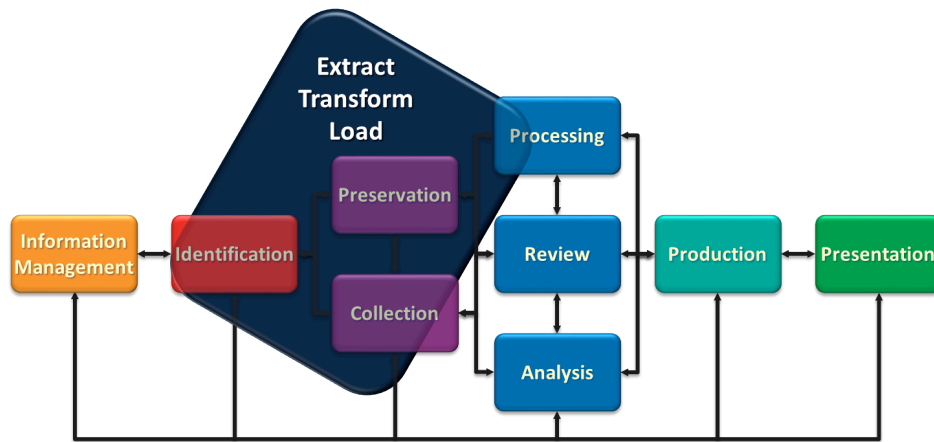 Extract
Transform
Load
Processing
Preservation
Information
Management
Identification
Review
Production
Presentation
Collection
Analysis